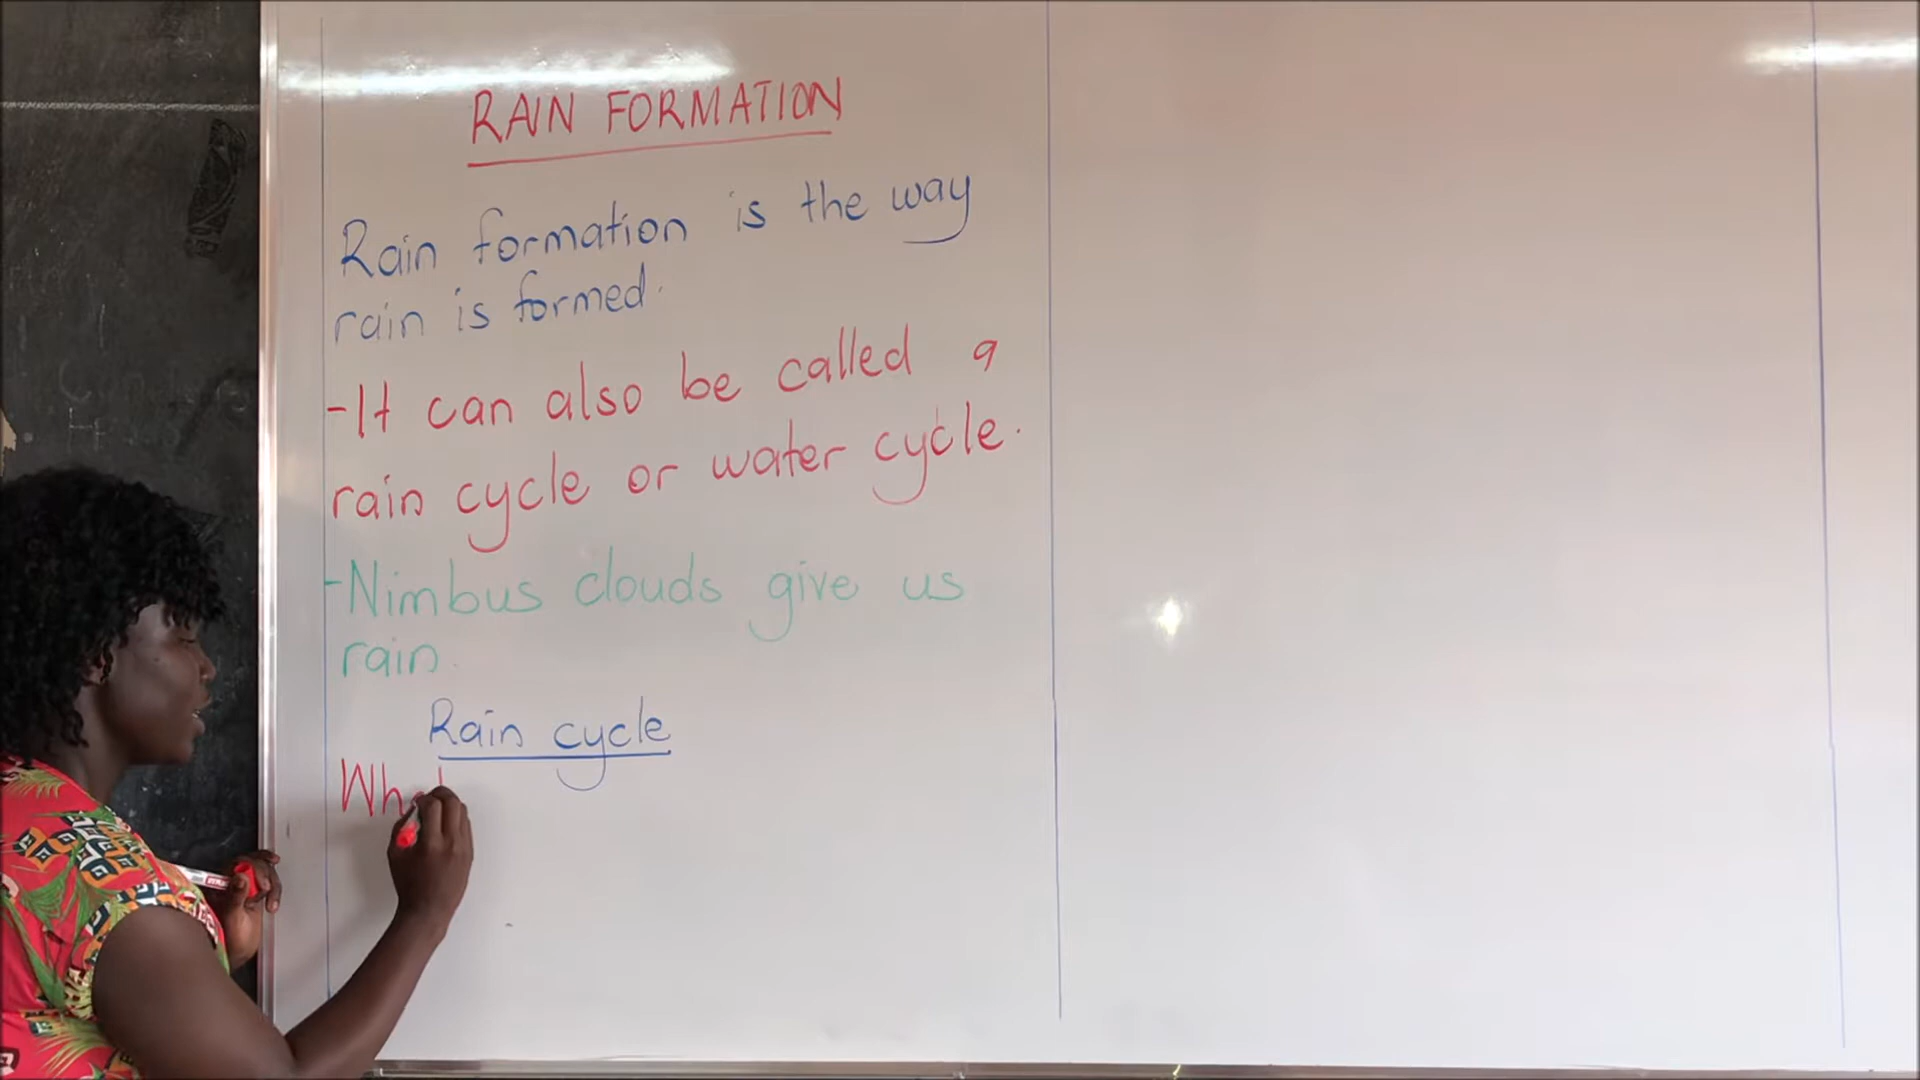 RAIN FORMATION
Rain formation is the way
rain is formed.
-It can also be called a
rain cycle or water cycle.
-Nimbus clouds give us
rain.
Rain cycle